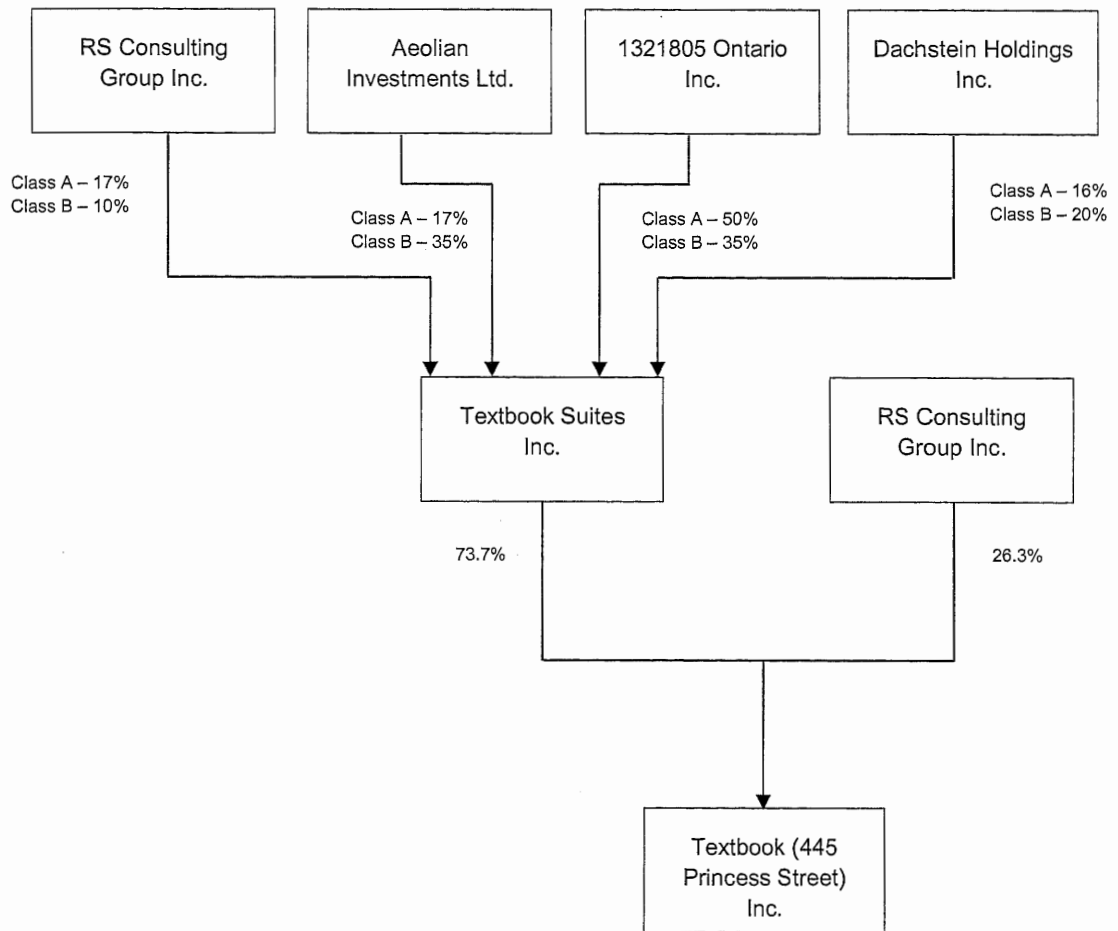 RS Consulting
Group Inc.
Aeolian
Investments Ltd.
1321805 Ontario
Inc.
Dachstein Holdings
Inc.
Class A – 17%
Class B – 10%
Class A – 17%
Class B – 35%
Class A – 50%
Class B – 35%
Class A – 16%
Class B – 20%
Textbook Suites
Inc.
RS Consulting
Group Inc.
73.7%
26.3%
Textbook (445
Princess Street)
Inc.